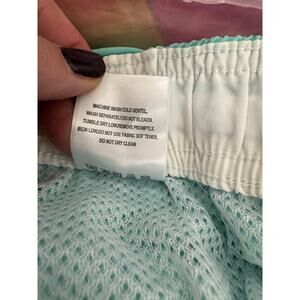 MACHINE WASH COLD GENTEL.
WASH SEPARATELY.DO NOT BLEACH.
TUMBLE DRY LOW.REMOVE PROMPTLY.
IRON LOW.DO NOT USE FABRIC SOFTENER.
DO NOT DRY CLEAN